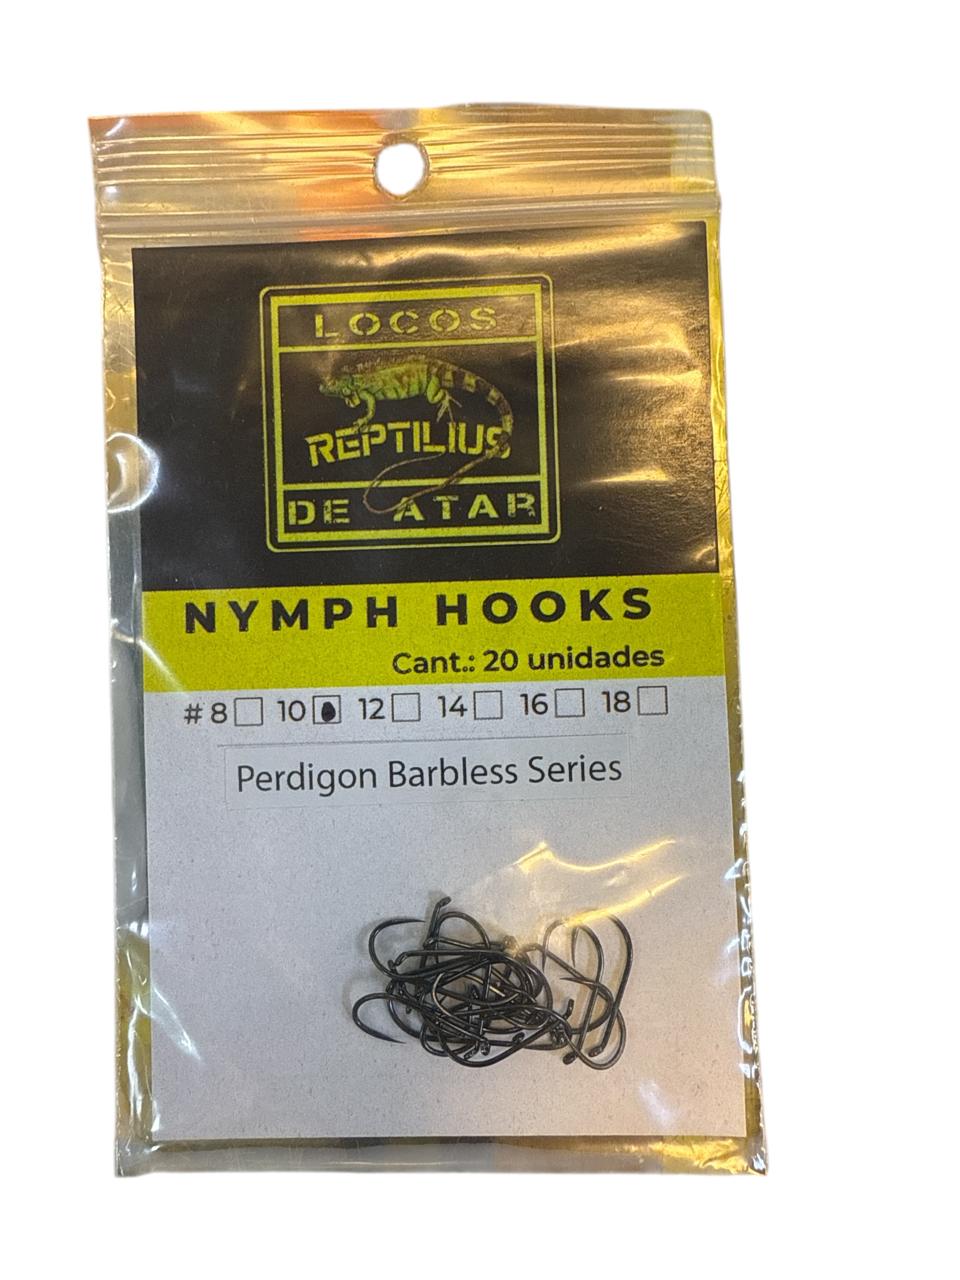 LOCOS
REPTILIUS
DE ATAR
NYMPH HOOKS
Cant.: 20 unidades
#8 10 12 14 16 18
Perdigon Barbless Series